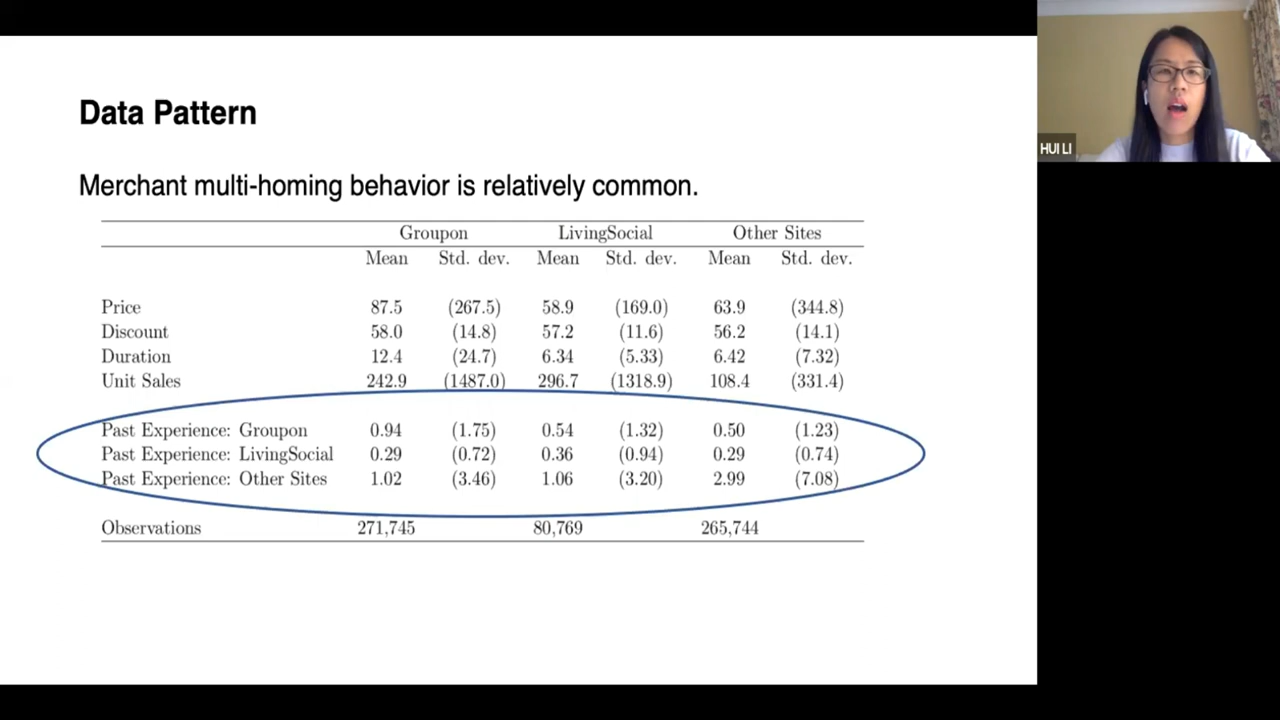 Data Pattern
Merchant multi-homing behavior is relatively common.
Groupon LivingSocial Other Sites
Mean Std. dev. Mean Std. dev. Mean Std. dev.
Price 87.5 (267.5) 58.9 (169.0) 63.9 (344.8)
Discount 58.0 (14.8) 57.2 (11.6) 56.2 (14.1)
Duration 12.4 (24.7) 6.34 (5.33) 6.42 (7.32)
Unit Sales 242.9 (1487.0) 296.7 (1318.9) 108.4 (331.4)
Past Experience: Groupon 0.94 (1.75) 0.54 (1.32) 0.50 (1.23)
Past Experience: LivingSocial 0.29 (0.72) 0.36 (0.94) 0.29 (0.74)
Past Experience: Other Sites 1.02 (3.46) 1.06 (3.20) 2.99 (7.08)
Observations 271,745 80,769 265,744
HUI LI